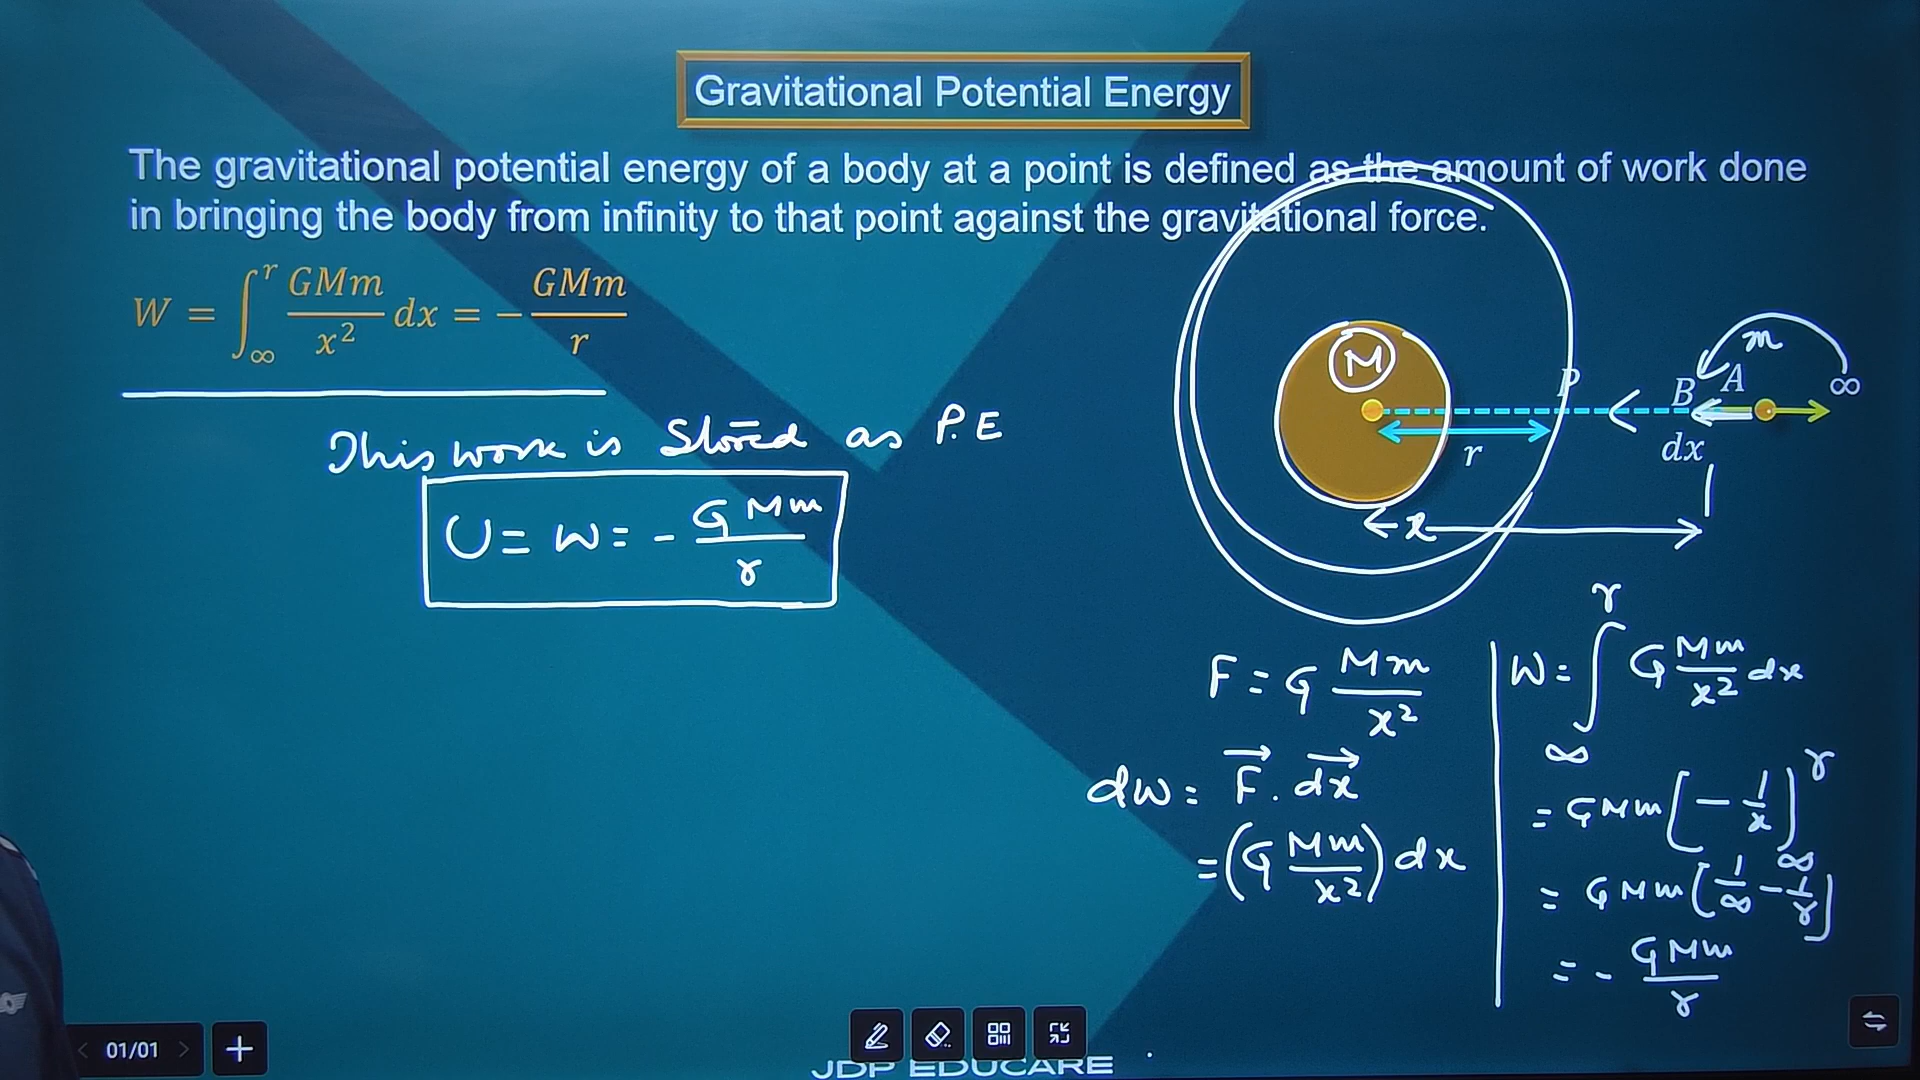 Gravitational Potential Energy
The gravitational potential energy of a body at a point is defined as the amount of work done
in bringing the body from infinity to that point against the gravitational force.
W = ∫_∞^r GMm/x² dx = − GMm/r
This work is Stored as P.E
U = W = - GMm/r
M
m
P
B A
∞
dx
r
x
F = G Mm/x²
dW = F⃗ . dx⃗
= (G Mm/x²) dx
W = ∫_∞^r G Mm/x² dx
= GMm [- 1/x]_∞^r
= GMm [1/∞ - 1/r]
= - GMm/r
01/01
JDP EDUCARE